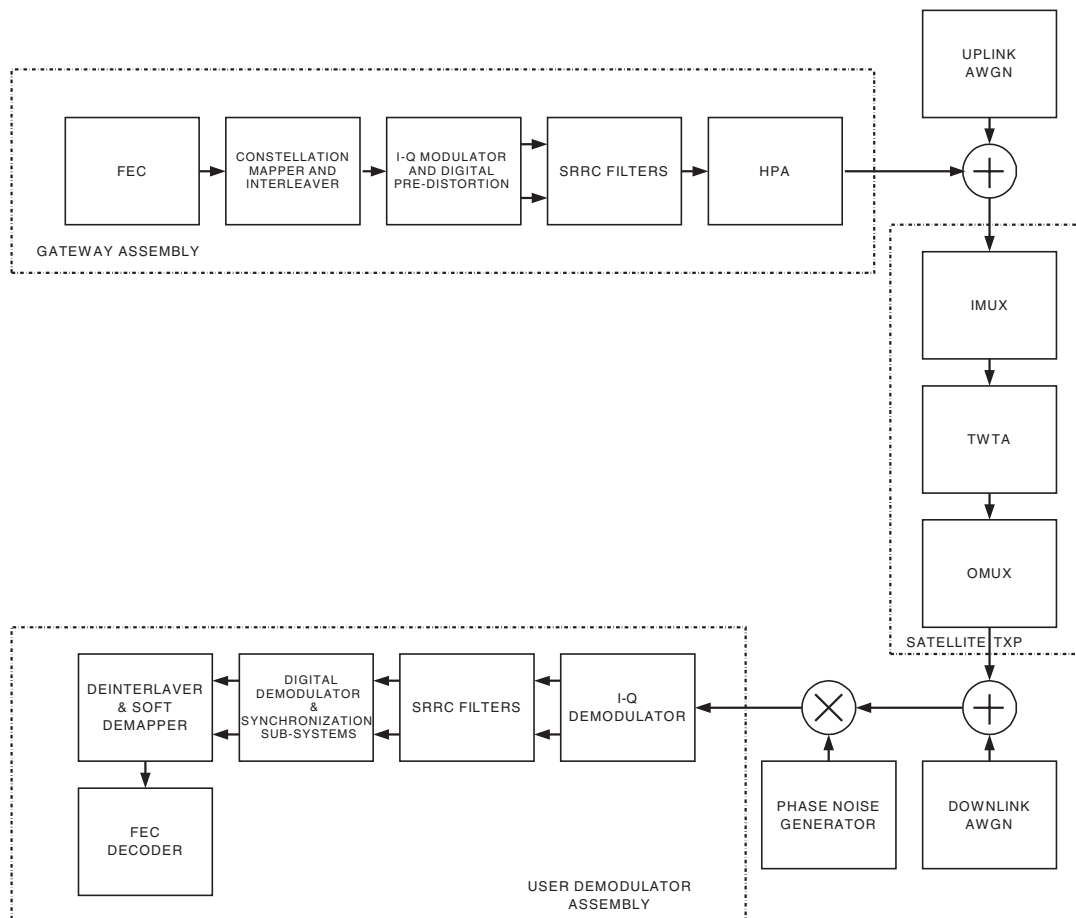 UPLINK
AWGN
FEC
CONSTELLATION
MAPPER AND
INTERLEAVER
I-Q MODULATOR
AND DIGITAL
PRE-DISTORTION
SRRC FILTERS
HPA
GATEWAY ASSEMBLY
IMUX
TWTA
OMUX
SATELLITE TXP
DEINTERLAVER
& SOFT
DEMAPPER
DIGITAL
DEMODULATOR
&
SYNCHRONIZATION
SUB-SYSTEMS
SRRC FILTERS
I-Q
DEMODULATOR
PHASE NOISE
GENERATOR
DOWNLINK
AWGN
FEC
DECODER
USER DEMODULATOR
ASSEMBLY